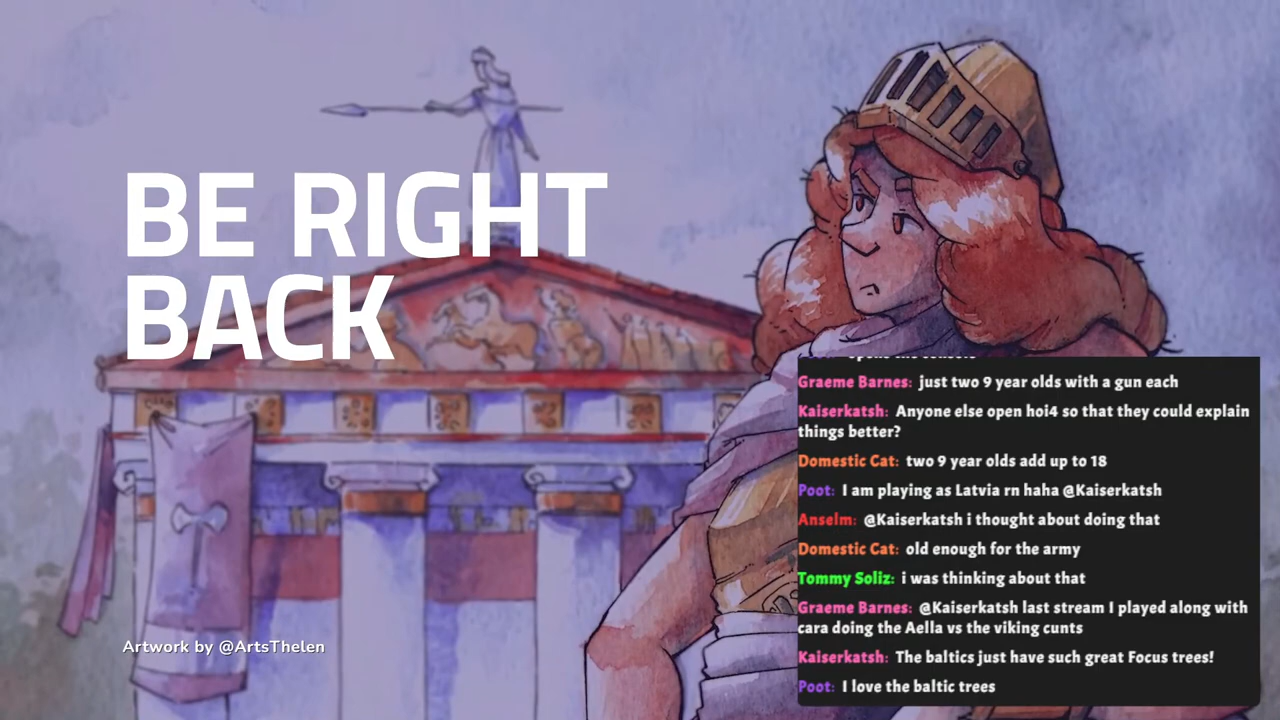 BE RIGHT
BACK
Graeme Barnes: just two 9 year olds with a gun each
Kaiserkatsh: Anyone else open hoi4 so that they could explain
things better?
Domestic Cat: two 9 year olds add up to 18
Poot: I am playing as Latvia rn haha @Kaiserkatsh
Anselm: @Kaiserkatsh i thought about doing that
Domestic Cat: old enough for the army
Tommy Soliz: i was thinking about that
Graeme Barnes: @Kaiserkatsh last stream I played along with
cara doing the Aella vs the viking cunts
Kaiserkatsh: The baltics just have such great Focus trees!
Poot: I love the baltic trees
Artwork by @ArtsThelen